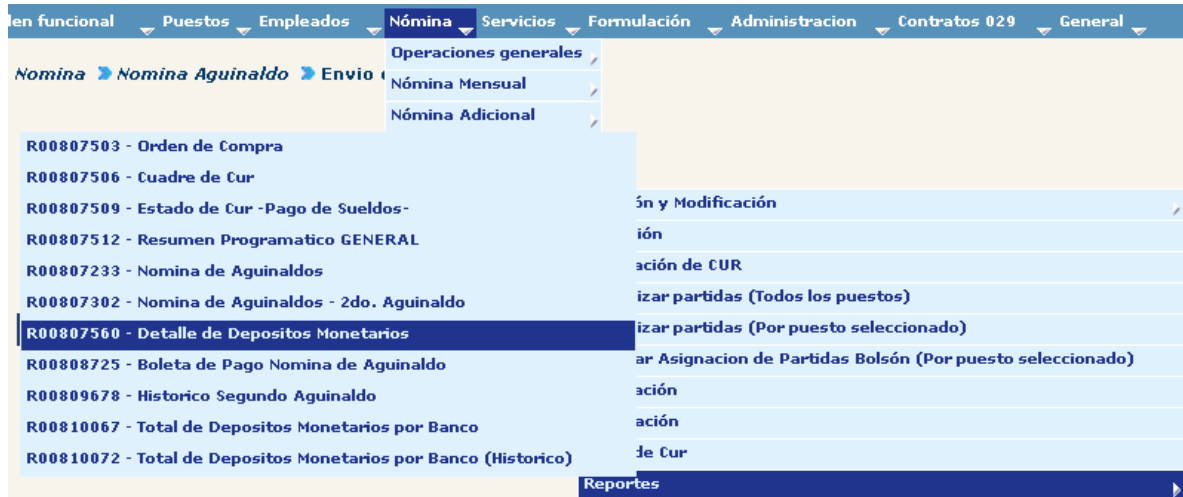 den funcional Puestos Empleados Nómina Servicios Formulación Administracion Contratos 029 General
Operaciones generales
Nomina Nomina Aguinaldo Envio
Nómina Mensual
Nómina Adicional
R00807503 - Orden de Compra
R00807506 - Cuadre de Cur
R00807509 - Estado de Cur -Pago de Sueldos-
ón y Modificación
R00807512 - Resumen Programatico GENERAL
ión
R00807233 - Nomina de Aguinaldos
ación de CUR
R00807302 - Nomina de Aguinaldos - 2do. Aguinaldo
izar partidas (Todos los puestos)
R00807560 - Detalle de Depositos Monetarios
izar partidas (Por puesto seleccionado)
R00808725 - Boleta de Pago Nomina de Aguinaldo
ar Asignacion de Partidas Bolsón (Por puesto seleccionado)
R00809678 - Historico Segundo Aguinaldo
ación
R00810067 - Total de Depositos Monetarios por Banco
ación
R00810072 - Total de Depositos Monetarios por Banco (Historico)
de Cur
Reportes